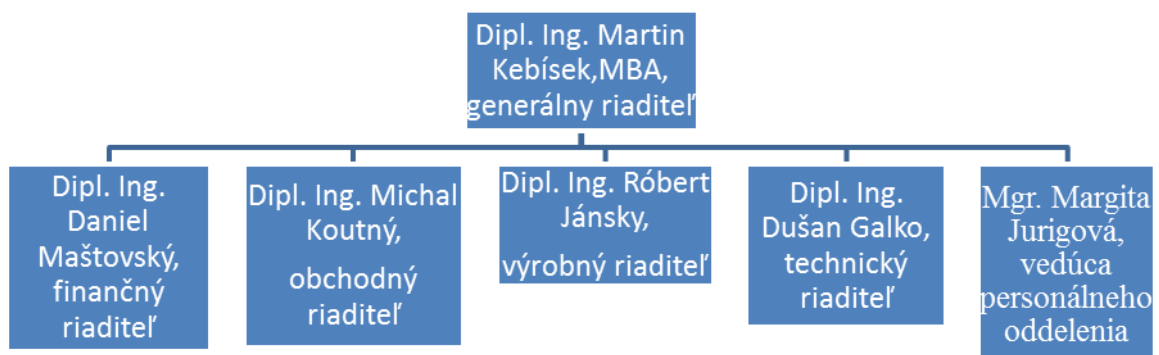 Dipl. Ing. Martin
Kebísek,MBA,
generálny riaditeľ
Dipl. Ing.
Daniel
Maštovský,
finančný
riaditeľ
Dipl. Ing. Michal
Koutný,
obchodný
riaditeľ
Dipl. Ing. Róbert
Jánsky,
výrobný riaditeľ
Dipl. Ing.
Dušan Galko,
technický
riaditeľ
Mgr. Margita
Jurigová,
vedúca
personálneho
oddelenia